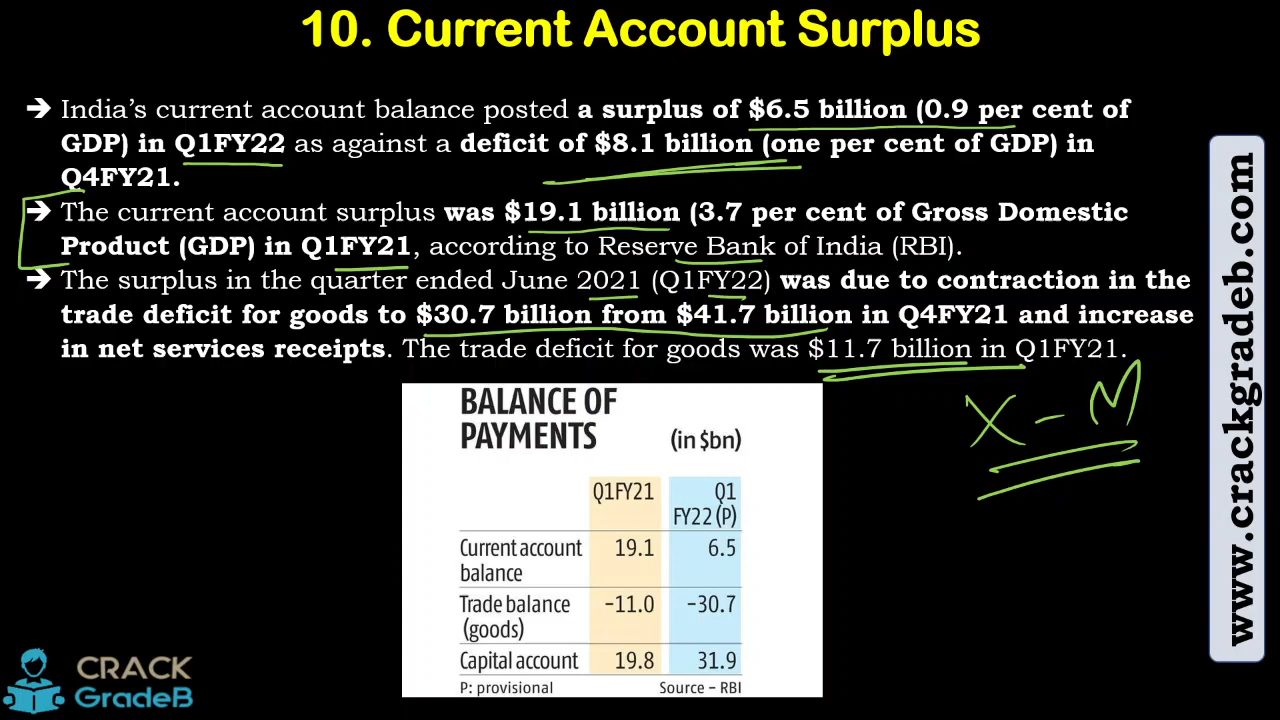 10. Current Account Surplus
➔ India's current account balance posted a surplus of $6.5 billion (0.9 per cent of
GDP) in Q1FY22 as against a deficit of $8.1 billion (one per cent of GDP) in
Q4FY21.
➔ The current account surplus was $19.1 billion (3.7 per cent of Gross Domestic
Product (GDP) in Q1FY21, according to Reserve Bank of India (RBI).
➔ The surplus in the quarter ended June 2021 (Q1FY22) was due to contraction in the
trade deficit for goods to $30.7 billion from $41.7 billion in Q4FY21 and increase
in net services receipts. The trade deficit for goods was $11.7 billion in Q1FY21.
X - M
BALANCE OF
PAYMENTS (in $bn)
Q1FY21 Q1
FY22 (P)
Current account 19.1 6.5
balance
Trade balance -11.0 -30.7
(goods)
Capital account 19.8 31.9
P: provisional Source – RBI
CRACK
GradeB
www.crackgradeb.com